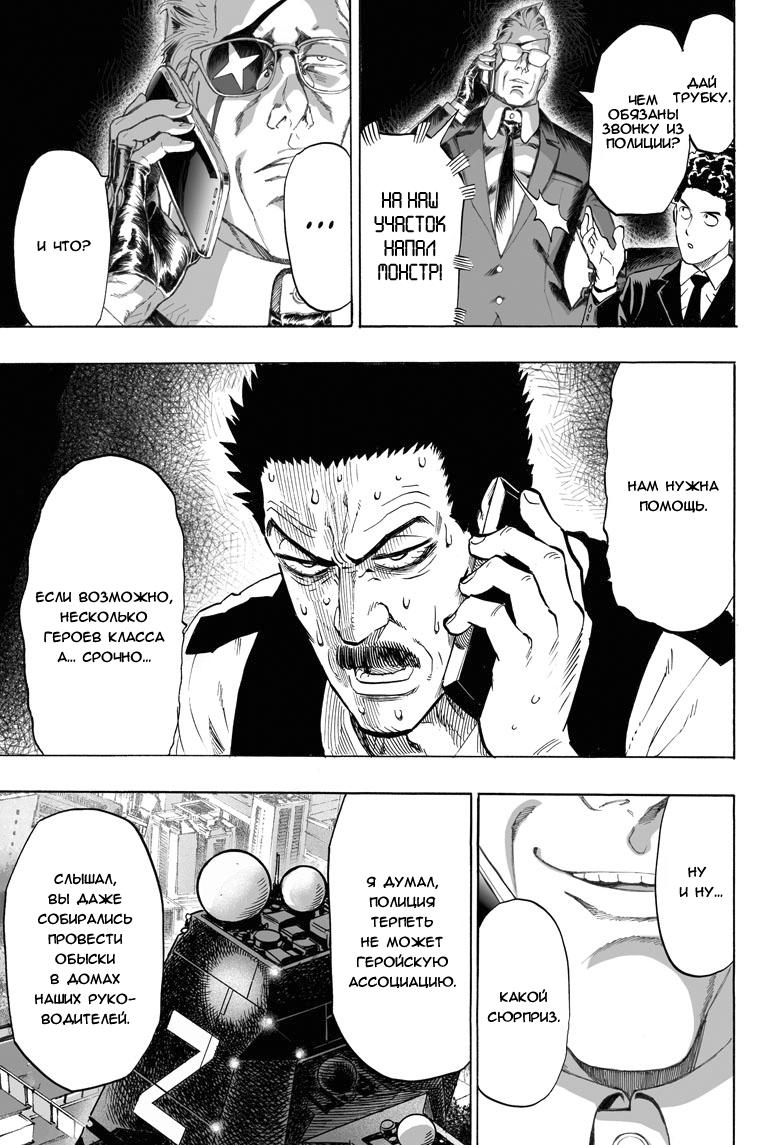 ДАЙ
ТРУБКУ.
ЧЕМ
ОБЯЗАНЫ
ЗВОНКУ ИЗ
ПОЛИЦИИ?
НА НАШ
УЧАСТОК
НАПАЛ
МОНСТР!
...
И ЧТО?
НАМ НУЖНА
ПОМОЩЬ.
ЕСЛИ ВОЗМОЖНО,
НЕСКОЛЬКО
ГЕРОЕВ КЛАССА
А... СРОЧНО...
НУ
И НУ...
КАКОЙ
СЮРПРИЗ.
Я ДУМАЛ,
ПОЛИЦИЯ
ТЕРПЕТЬ
НЕ МОЖЕТ
ГЕРОЙСКУЮ
АССОЦИАЦИЮ.
СЛЫШАЛ,
ВЫ ДАЖЕ
СОБИРАЛИСЬ
ПРОВЕСТИ
ОБЫСКИ
В ДОМАХ
НАШИХ РУКО-
ВОДИТЕЛЕЙ.
Z